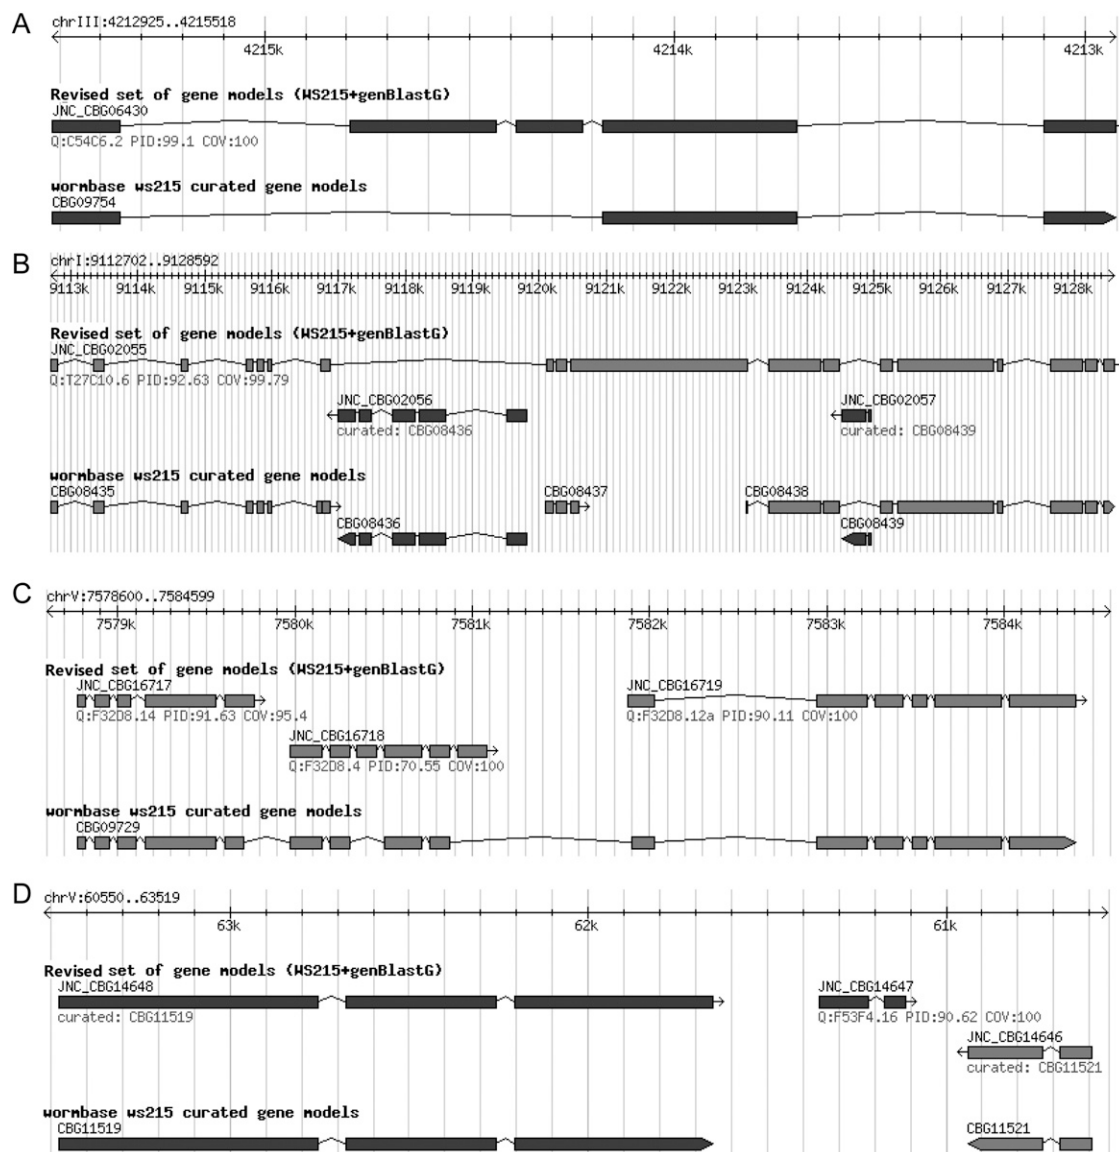 A
chrIII:4212925..4215518
4215k 4214k 4213k
Revised set of gene models (WS215+genBlastG)
JNC_CBG06430
Q:C54C6.2 PID:99.1 COV:100
wormbase ws215 curated gene models
CBG09754
B
chrI:9112702..9128592
9113k 9114k 9115k 9116k 9117k 9118k 9119k 9120k 9121k 9122k 9123k 9124k 9125k 9126k 9127k 9128k
Revised set of gene models (WS215+genBlastG)
JNC_CBG02055
Q:T27C10.6 PID:92.63 COV:99.79
JNC_CBG02056 JNC_CBG02057
curated: CBG08436 curated: CBG08439
wormbase ws215 curated gene models
CBG08435 CBG08437 CBG08438
CBG08436 CBG08439
C
chrV:7578600..7584599
7579k 7580k 7581k 7582k 7583k 7584k
Revised set of gene models (WS215+genBlastG)
JNC_CBG16717 JNC_CBG16719
Q:F32D8.14 PID:91.63 COV:95.4 Q:F32D8.12a PID:90.11 COV:100
JNC_CBG16718
Q:F32D8.4 PID:70.55 COV:100
wormbase ws215 curated gene models
CBG09729
D
chrV:60550..63519
63k 62k 61k
Revised set of gene models (WS215+genBlastG)
JNC_CBG14648 JNC_CBG14647
curated: CBG11519 Q:F53F4.16 PID:90.62 COV:100
JNC_CBG14646
curated: CBG11521
wormbase ws215 curated gene models
CBG11519 CBG11521